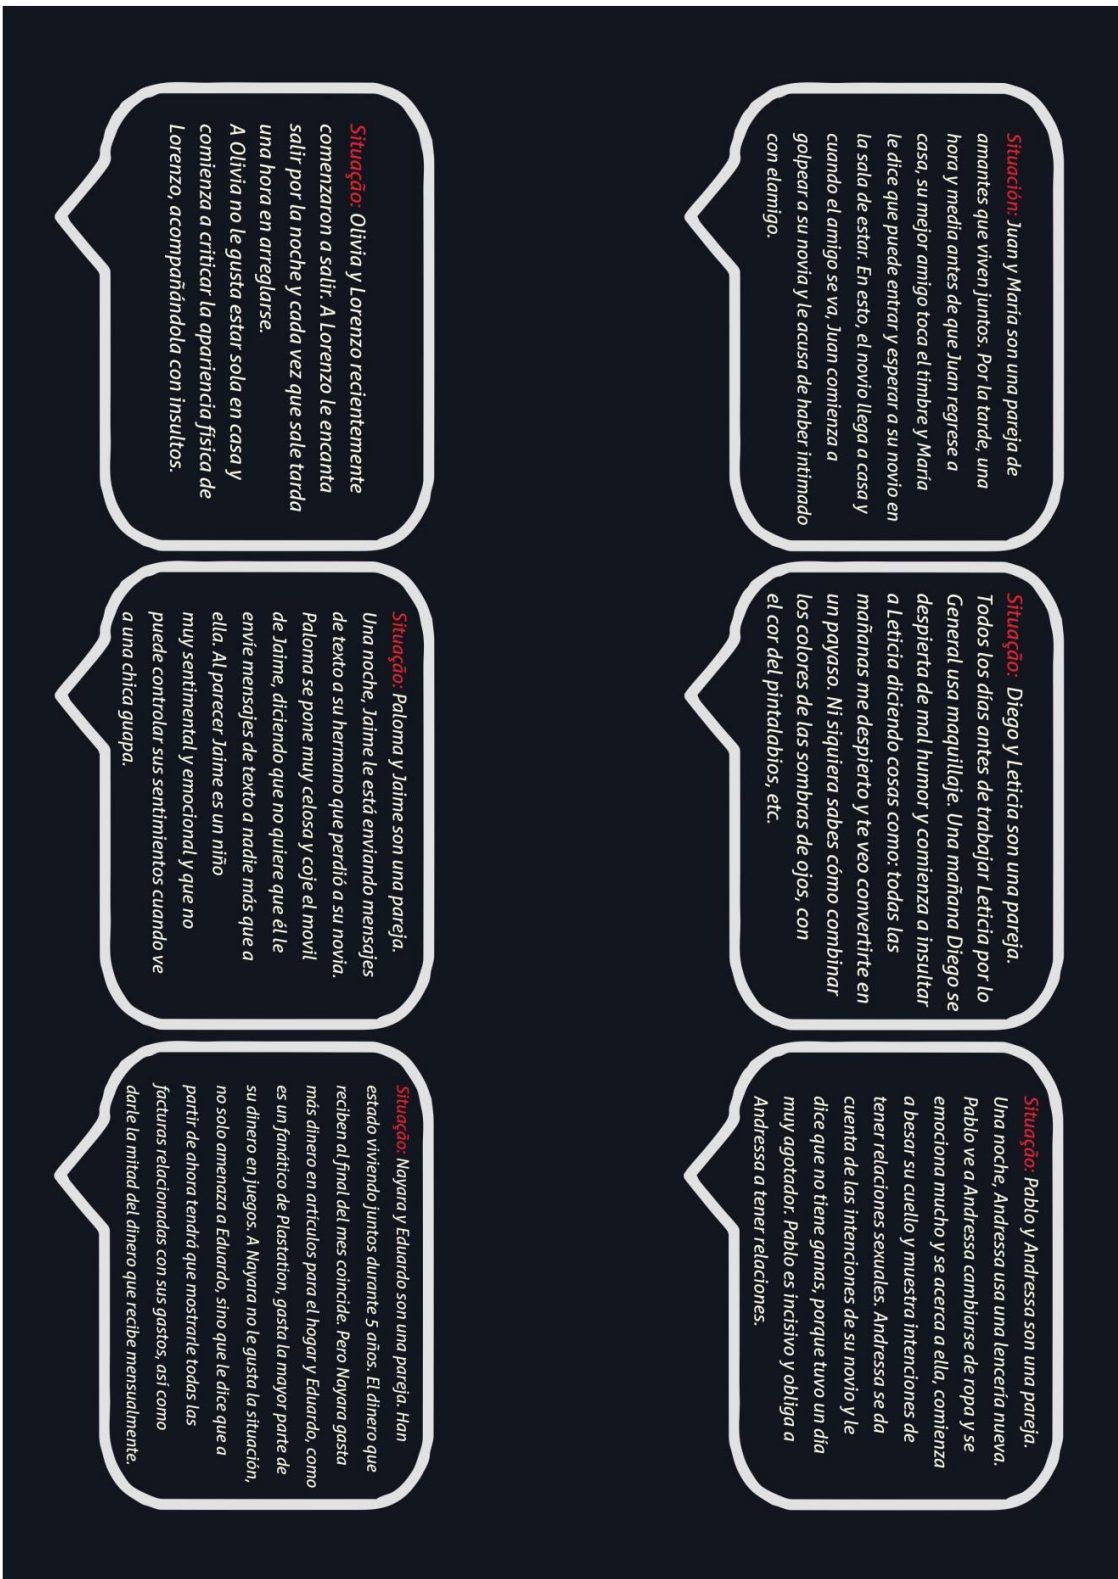 Situación: Juan y María son una pareja de
amantes que viven juntos. Por la tarde, una
hora y media antes de que Juan regrese a
casa, su mejor amigo toca el timbre y María
le dice que puede entrar y esperar a su novio en
la sala de estar. En esto, el novio llega a casa y
cuando el amigo se va, Juan comienza a
golpear a su novia y le acusa de haber intimado
con elamigo.
Situação: Diego y Leticia son una pareja.
Todos los días antes de trabajar Leticia por lo
General usa maquillaje. Una mañana Diego se
despierta de mal humor y comienza a insultar
a Leticia diciendo cosas como: todas las
mañanas me despierto y te veo convertirte en
un payaso. Ni siquiera sabes cómo combinar
los colores de las sombras de ojos, con
el cor del pintalabios, etc.
Situação: Pablo y Andressa son una pareja.
Una noche, Andressa usa una lencería nueva.
Pablo ve a Andressa cambiarse de ropa y se
emociona mucho y se acerca a ella, comienza
a besar su cuello y muestra intenciones de
tener relaciones sexuales. Andressa se da
cuenta de las intenciones de su novio y le
dice que no tiene ganas, porque tuvo un día
muy agotador. Pablo es incisivo y obliga a
Andressa a tener relaciones.
Situação: Olivia y Lorenzo recientemente
comenzaron a salir. A Lorenzo le encanta
salir por la noche y cada vez que sale tarda
una hora en arreglarse.
A Olivia no le gusta estar sola en casa y
comienza a criticar la apariencia física de
Lorenzo, acompañándola con insultos.
Situação: Paloma y Jaime son una pareja.
Una noche, Jaime le está enviando mensajes
de texto a su hermano que perdió a su novia.
Paloma se pone muy celosa y coje el movil
de Jaime, diciendo que no quiere que él le
envíe mensajes de texto a nadie más que a
ella. Al parecer Jaime es un niño
muy sentimental y emocional y que no
puede controlar sus sentimientos cuando ve
a una chica guapa.
Situação: Nayara y Eduardo son una pareja. Han
estado viviendo juntos durante 5 años. El dinero que
reciben al final del mes coincide. Pero Nayara gasta
más dinero en artículos para el hogar y Eduardo, como
es un fanático de Plastation, gasta la mayor parte de
su dinero en juegos. A Nayara no le gusta la situación,
no solo amenaza a Eduardo, sino que le dice que a
partir de ahora tendrá que mostrarle todas las
facturas relacionadas con sus gastos, así como
darle la mitad del dinero que recibe mensualmente.